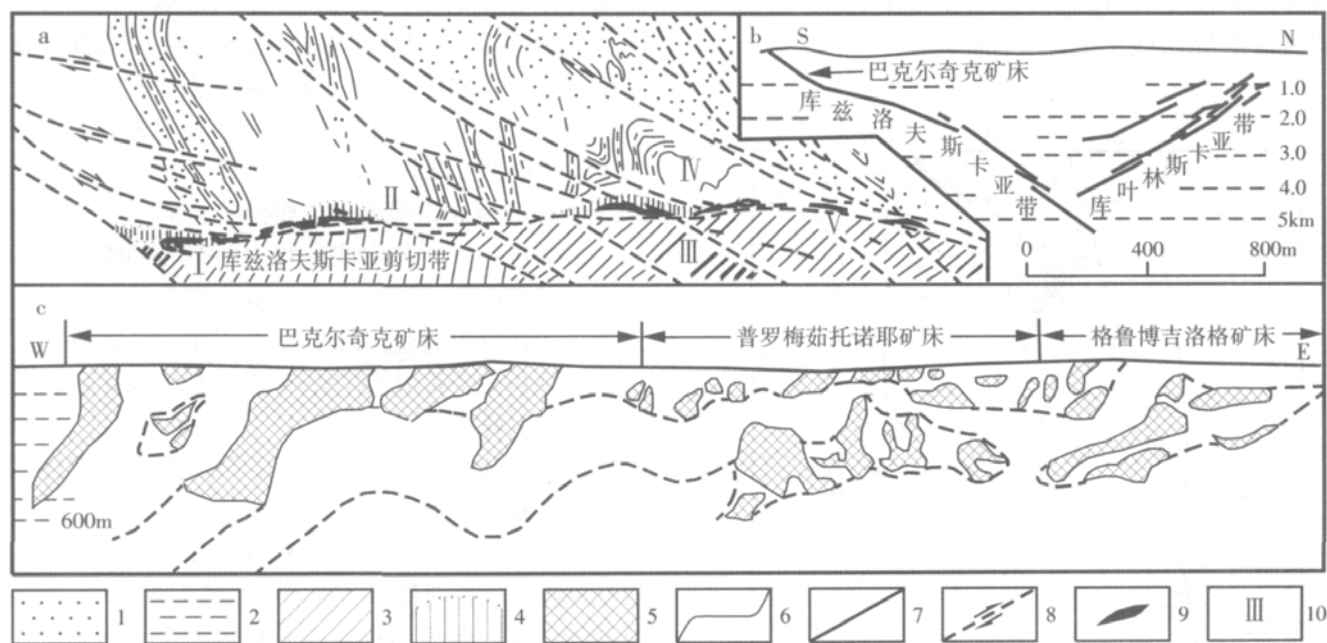 a
Ⅱ
Ⅳ
Ⅰ 库兹洛夫斯卡亚剪切带
Ⅲ
Ⅴ
b S N
巴克尔奇克矿床
库兹洛夫斯卡亚带
库叶林斯卡亚带
1.0
2.0
3.0
4.0
5km
0 400 800m
c
巴克尔奇克矿床 普罗梅茹托诺耶矿床 格鲁博吉洛格矿床
W E
600m
1 2 3 4 5 6 7 8 9 Ⅲ 10